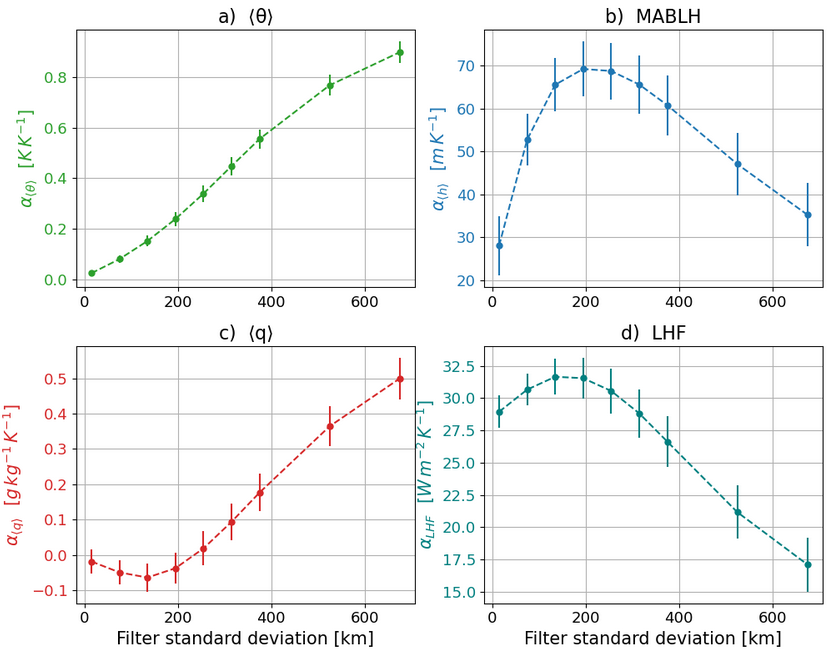 a) ⟨θ⟩
α⟨θ⟩ [K K⁻¹]
0.8
0.6
0.4
0.2
0.0
0 200 400 600
b) MABLH
α⟨h⟩ [m K⁻¹]
70
60
50
40
30
20
0 200 400 600
c) ⟨q⟩
α⟨q⟩ [g kg⁻¹ K⁻¹]
0.5
0.4
0.3
0.2
0.1
0.0
−0.1
0 200 400 600
Filter standard deviation [km]
d) LHF
αLHF [W m⁻² K⁻¹]
32.5
30.0
27.5
25.0
22.5
20.0
17.5
15.0
0 200 400 600
Filter standard deviation [km]